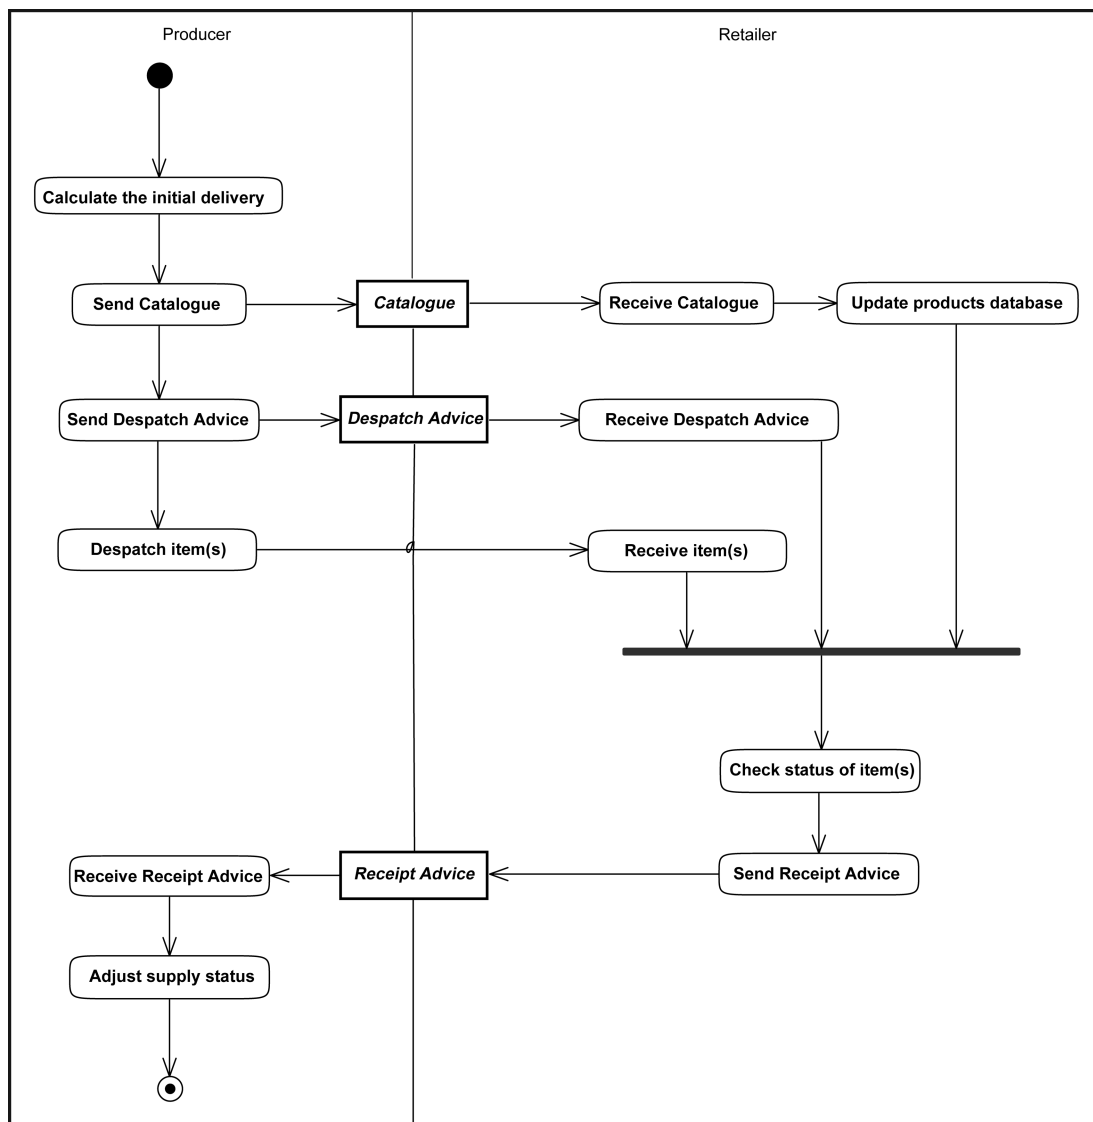 Producer
Retailer
Calculate the initial delivery
Send Catalogue
Catalogue
Receive Catalogue
Update products database
Send Despatch Advice
Despatch Advice
Receive Despatch Advice
Despatch item(s)
Receive item(s)
Check status of item(s)
Receive Receipt Advice
Receipt Advice
Send Receipt Advice
Adjust supply status